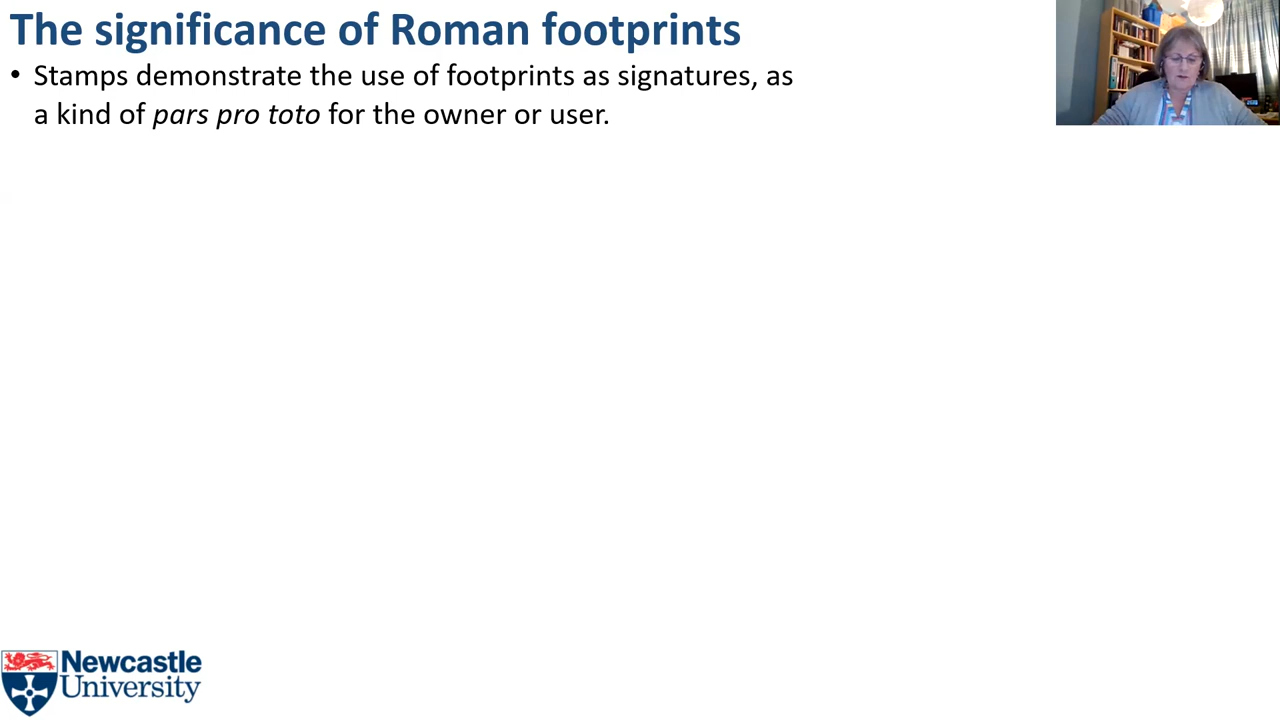 The significance of Roman footprints
• Stamps demonstrate the use of footprints as signatures, as
a kind of pars pro toto for the owner or user.
Newcastle
University